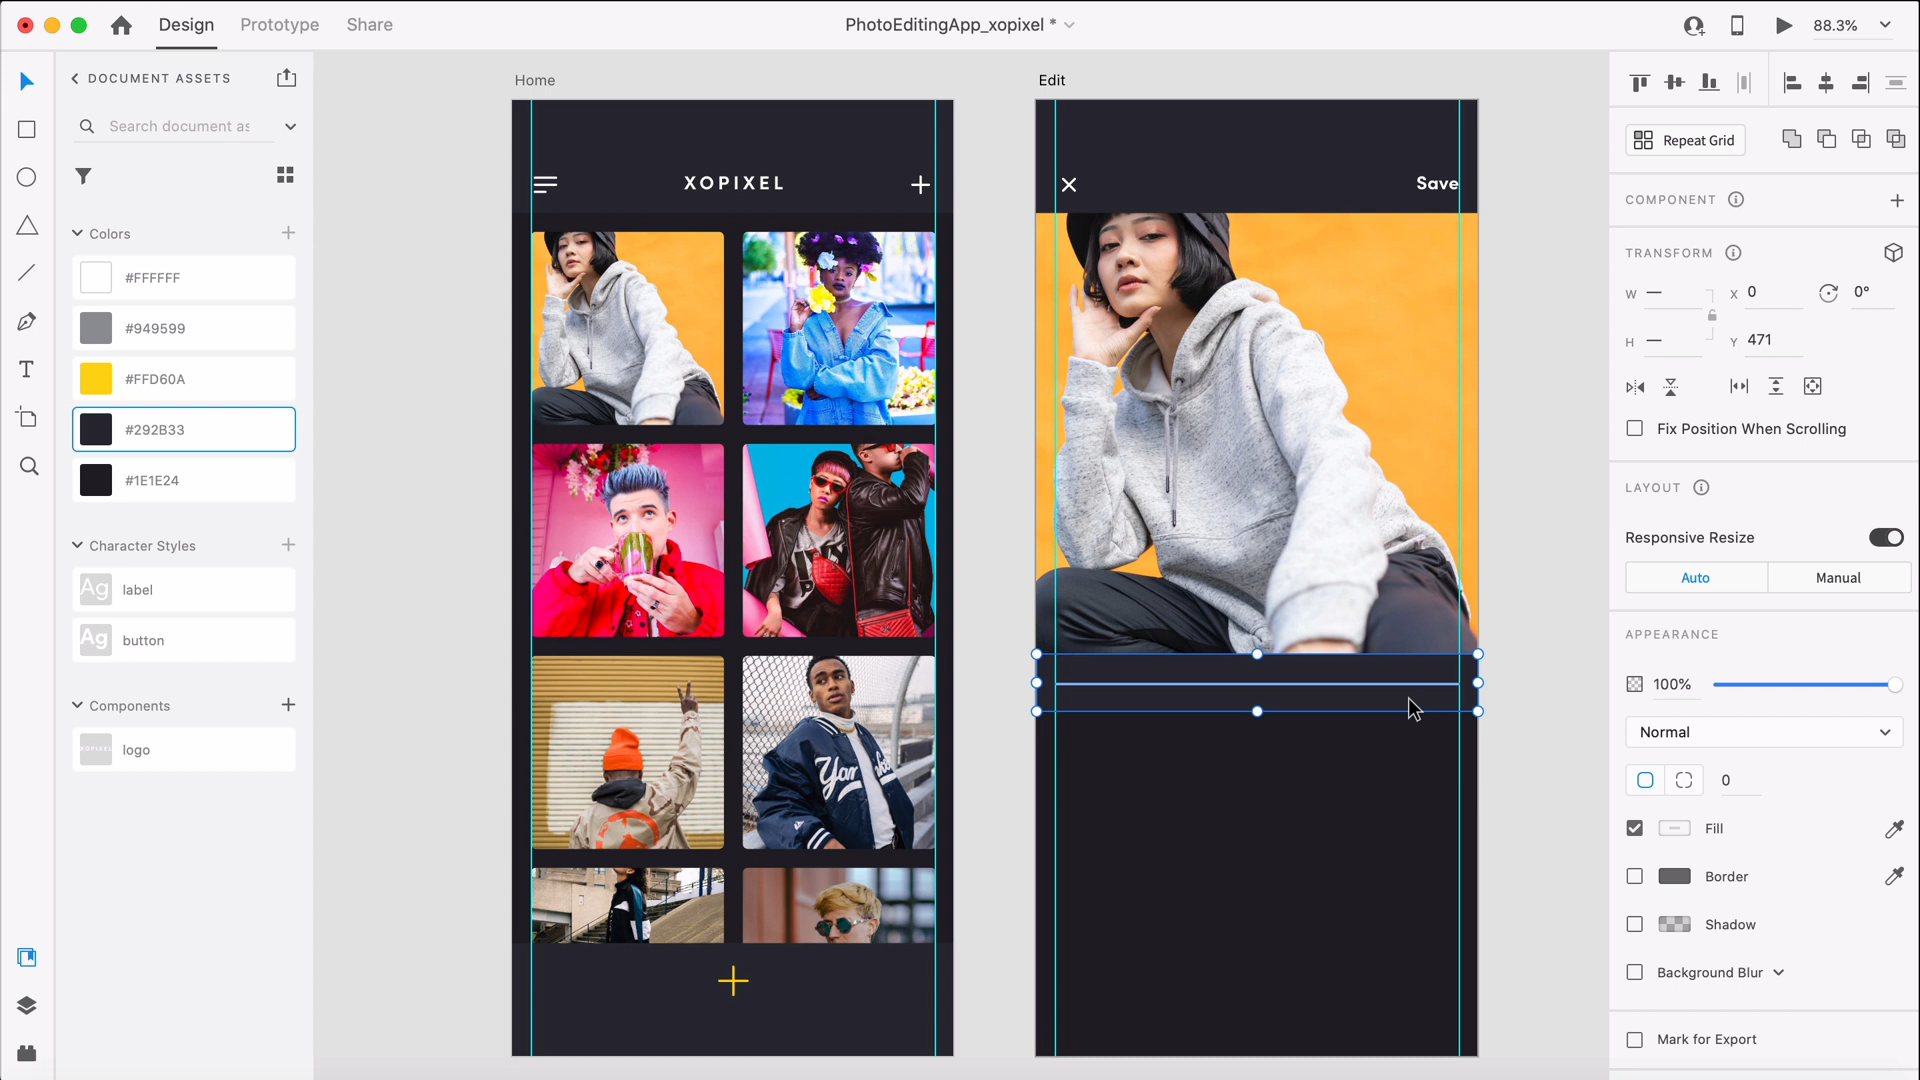 Design
Prototype
Share
PhotoEditingApp_xopixel *
88.3%
DOCUMENT ASSETS
Search document as
Colors
#FFFFFF
#949599
#FFD60A
#292B33
#1E1E24
Character Styles
Ag label
Ag button
Components
XOPIXEL logo
Home
XOPIXEL
Edit
Save
Repeat Grid
COMPONENT
TRANSFORM
W
X 0
0°
H
Y 471
Fix Position When Scrolling
LAYOUT
Responsive Resize
Auto
Manual
APPEARANCE
100%
Normal
0
Fill
Border
Shadow
Background Blur
Mark for Export